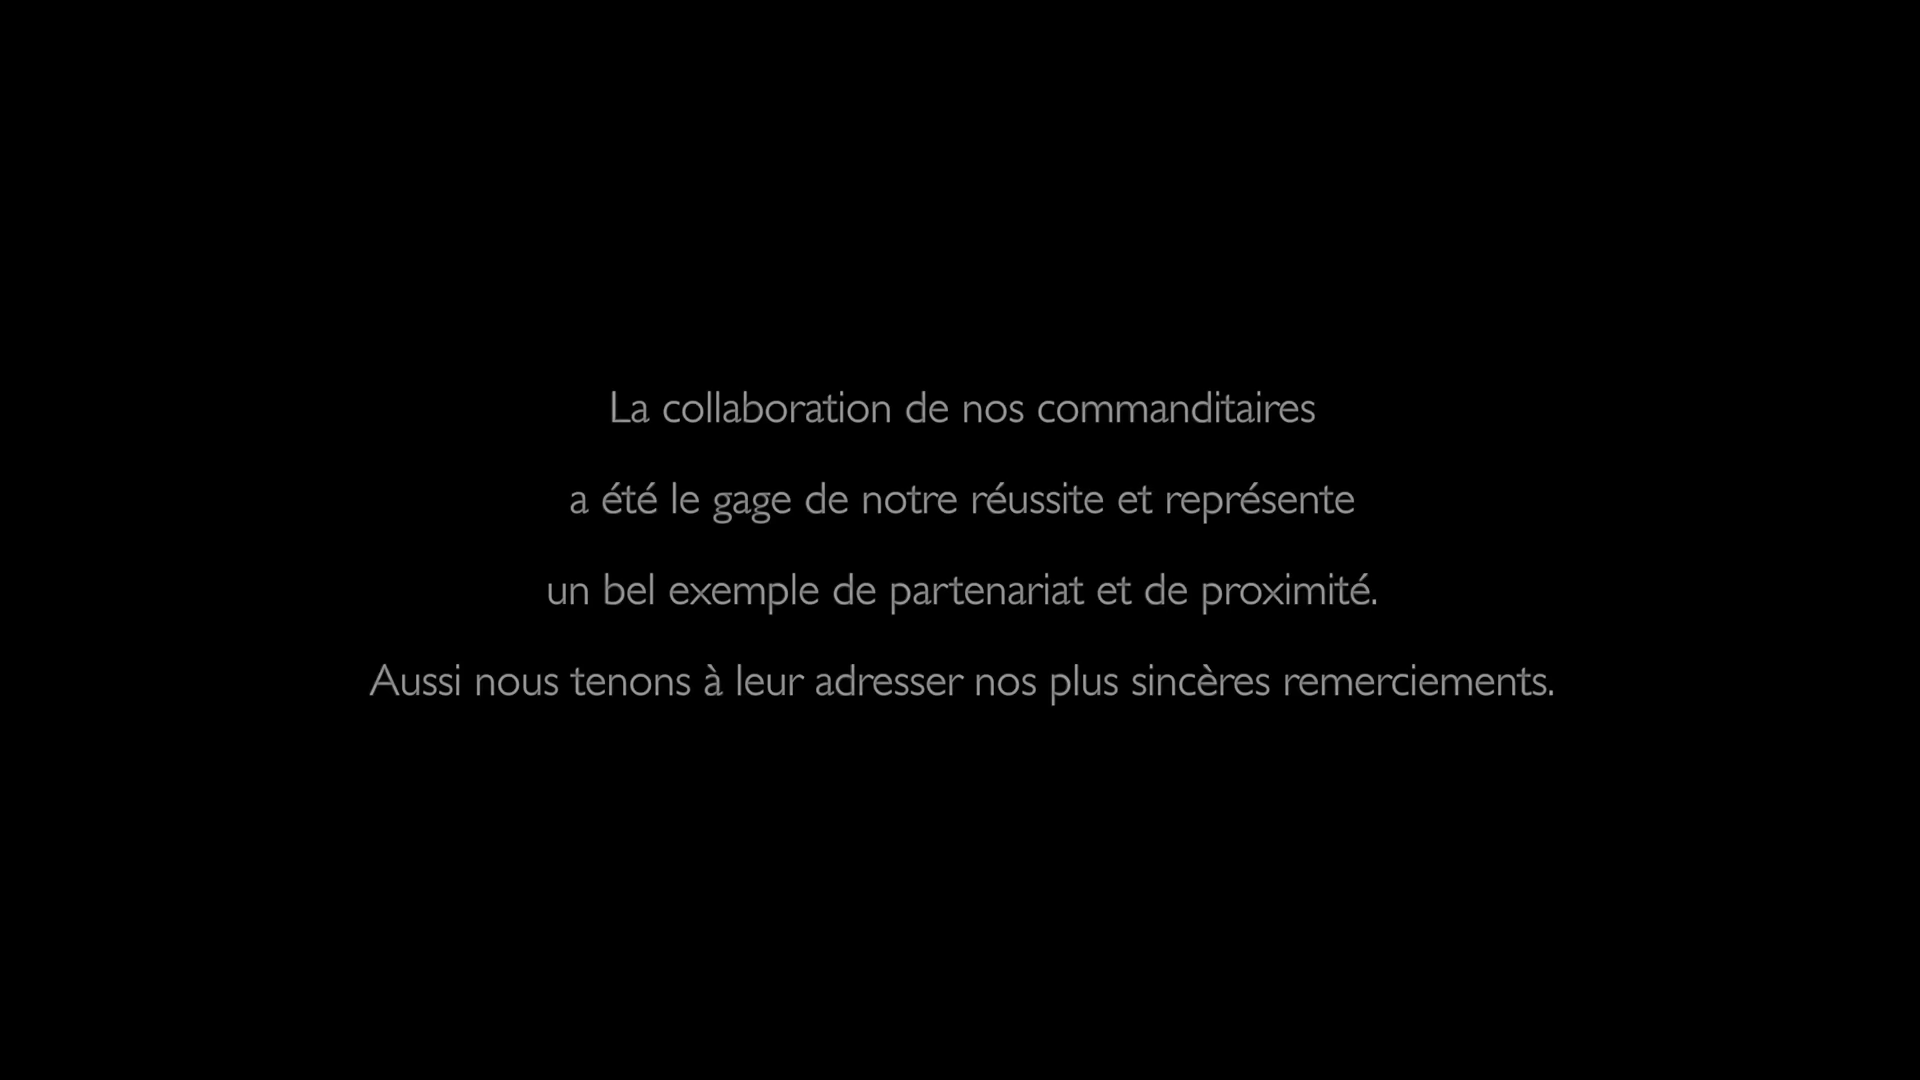 La collaboration de nos commanditaires
a été le gage de notre réussite et représente
un bel exemple de partenariat et de proximité.
Aussi nous tenons à leur adresser nos plus sincères remerciements.